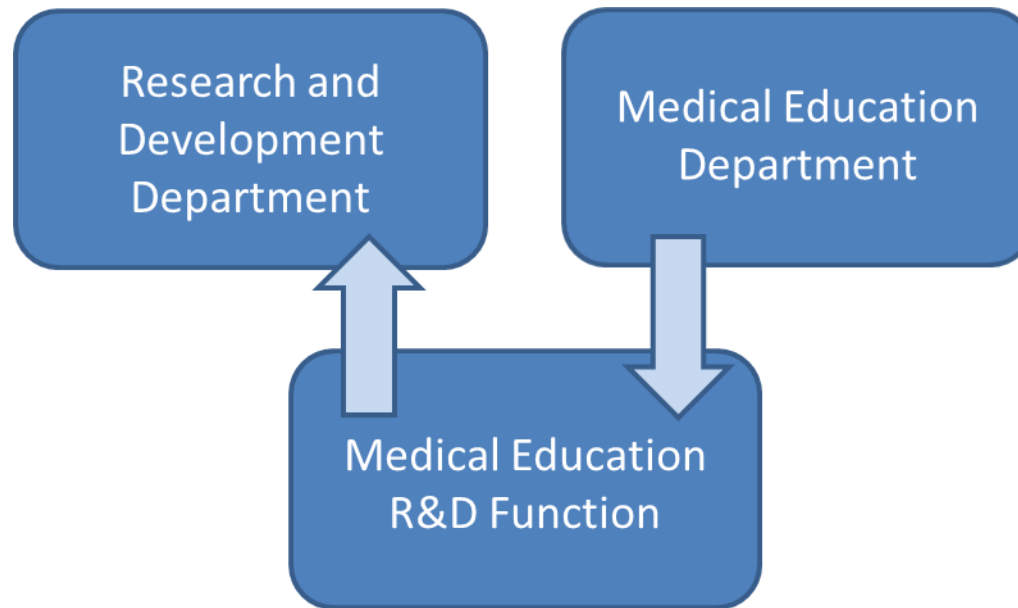 Research and
Development
Department
Medical Education
Department
Medical Education
R&D Function